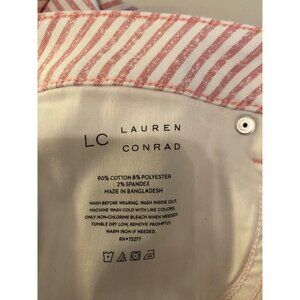 LC LAUREN
CONRAD
90% COTTON 8% POLYESTER
2% SPANDEX
MADE IN BANGLADESH
WASH BEFORE WEARING. WASH INSIDE OUT.
MACHINE WASH COLD WITH LIKE COLORS.
ONLY NON-CHLORINE BLEACH WHEN NEEDED.
TUMBLE DRY LOW. REMOVE PROMPTLY.
WARM IRON IF NEEDED.
RN# 73277